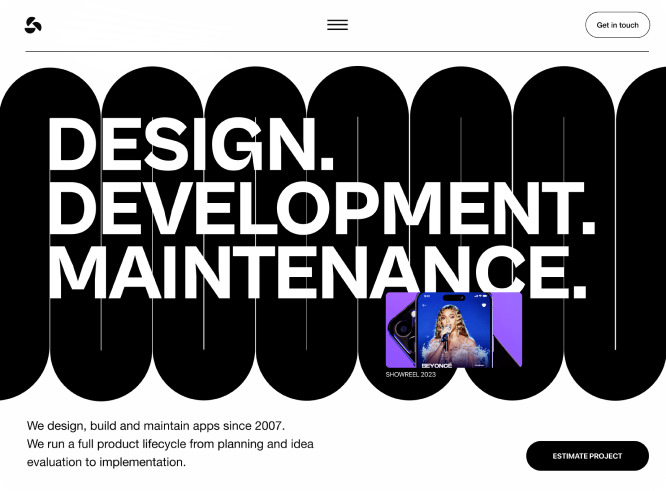 Get in touch
DESIGN.
DEVELOPMENT.
MAINTENANCE.
BEYONCÉ
SHOWREEL 2023
We design, build and maintain apps since 2007.
We run a full product lifecycle from planning and idea
evaluation to implementation.
ESTIMATE PROJECT